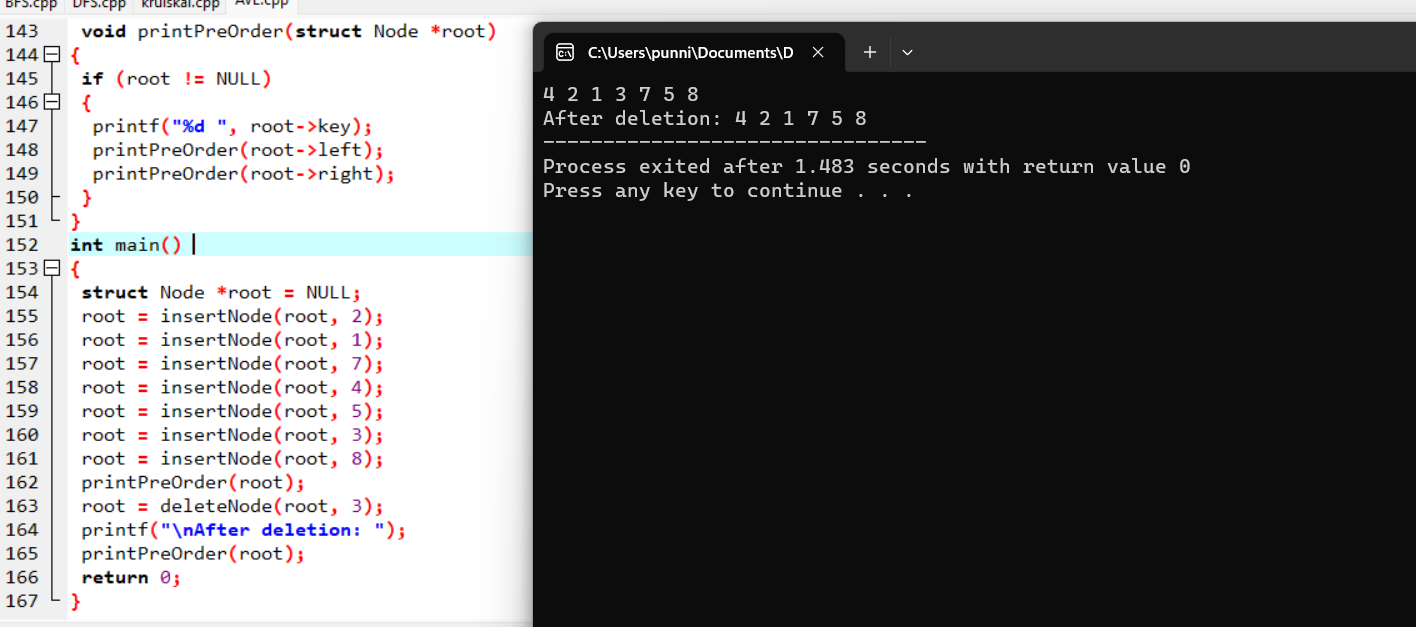 BFS.cpp DFS.cpp kruskal.cpp AVL.cpp
143 void printPreOrder(struct Node *root)
144 {
145 if (root != NULL)
146 {
147 printf("%d ", root->key);
148 printPreOrder(root->left);
149 printPreOrder(root->right);
150 }
151 }
152 int main()
153 {
154 struct Node *root = NULL;
155 root = insertNode(root, 2);
156 root = insertNode(root, 1);
157 root = insertNode(root, 7);
158 root = insertNode(root, 4);
159 root = insertNode(root, 5);
160 root = insertNode(root, 3);
161 root = insertNode(root, 8);
162 printPreOrder(root);
163 root = deleteNode(root, 3);
164 printf("\nAfter deletion: ");
165 printPreOrder(root);
166 return 0;
167 }
C:\Users\punni\Documents\D
4 2 1 3 7 5 8
After deletion: 4 2 1 7 5 8
--------------------------------
Process exited after 1.483 seconds with return value 0
Press any key to continue . . .